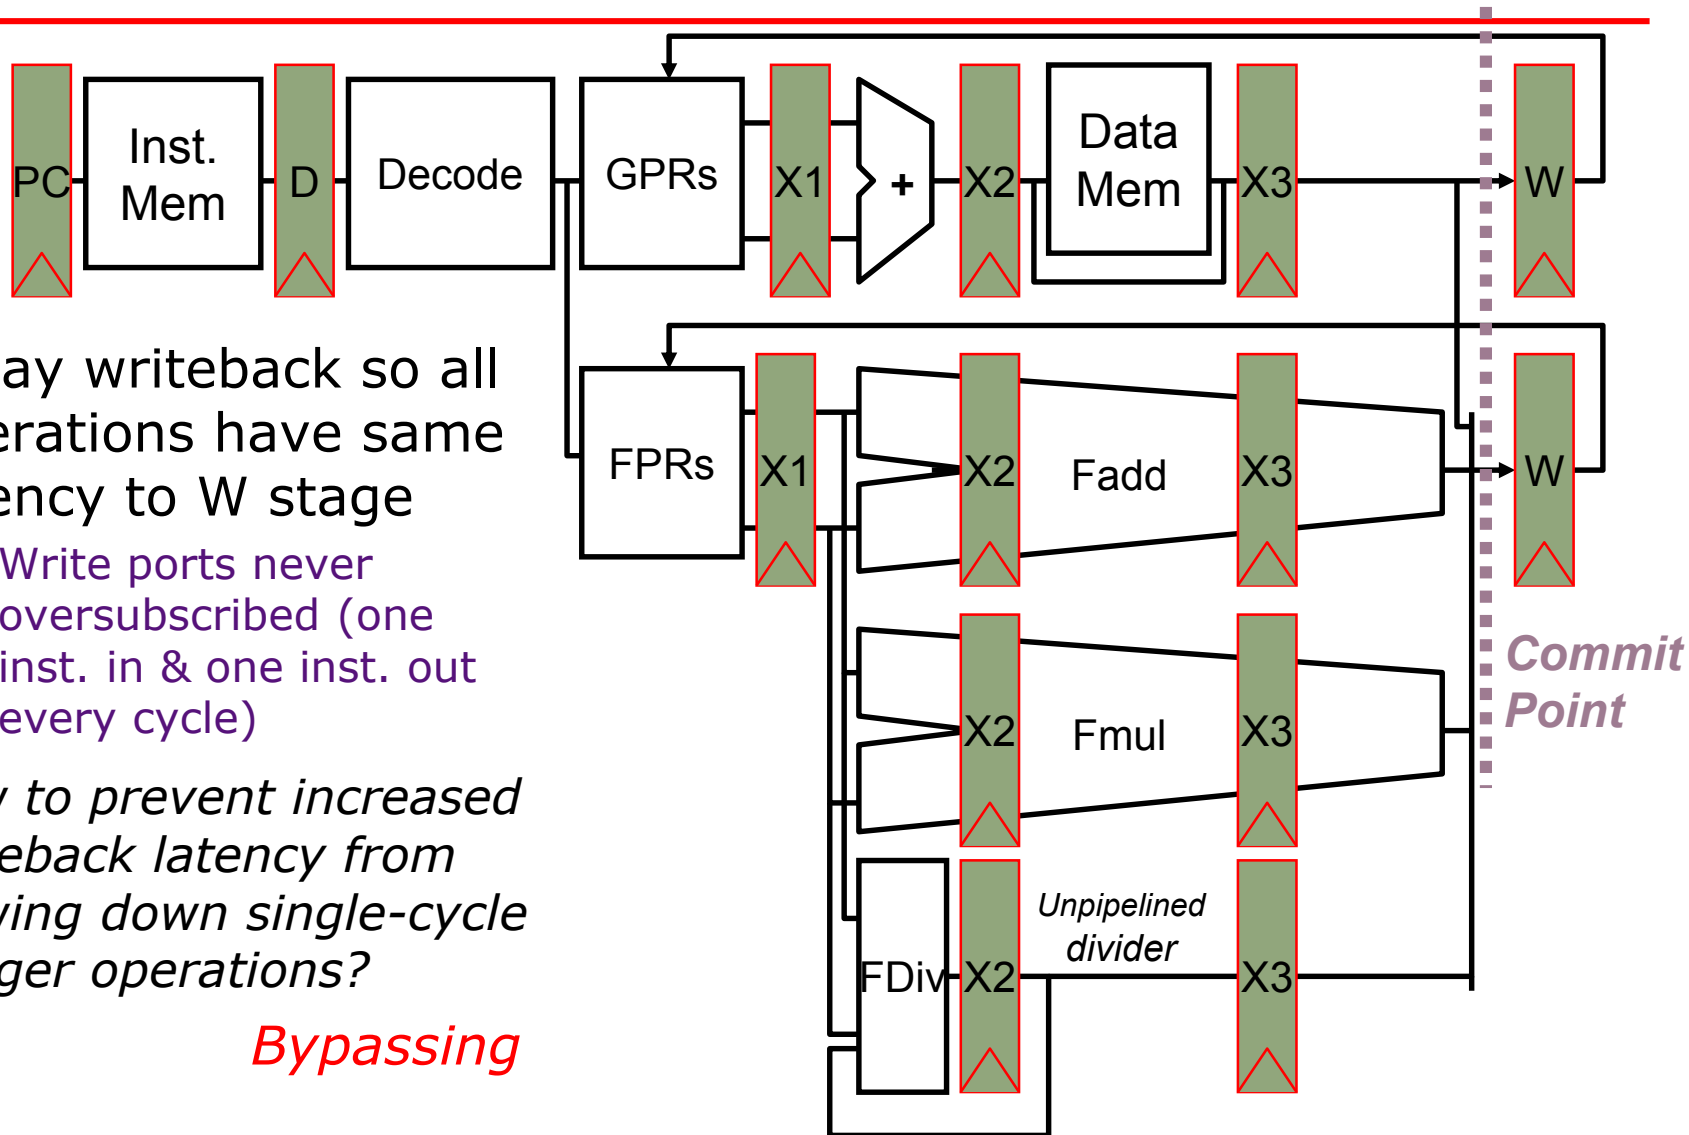 PC
Inst.
Mem
D
Decode
GPRs
X1
+
X2
Data
Mem
X3
W
ay writeback so all
erations have same
ency to W stage
Write ports never
oversubscribed (one
inst. in & one inst. out
every cycle)
to prevent increased
eback latency from
ing down single-cycle
ger operations?
Bypassing
FPRs
X1
X2
Fadd
X3
W
X2
Fmul
X3
Commit
Point
FDiv
X2
Unpipelined
divider
X3